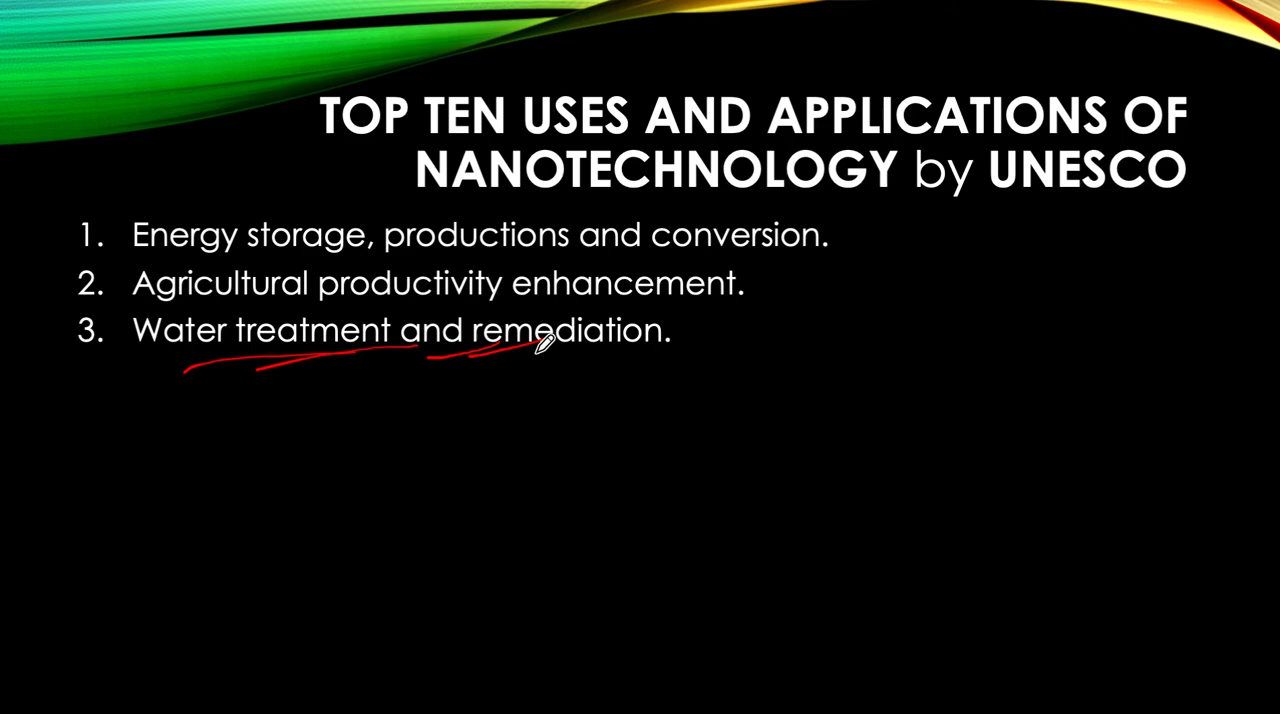 TOP TEN USES AND APPLICATIONS OF
NANOTECHNOLOGY by UNESCO
1. Energy storage, productions and conversion.
2. Agricultural productivity enhancement.
3. Water treatment and remediation.